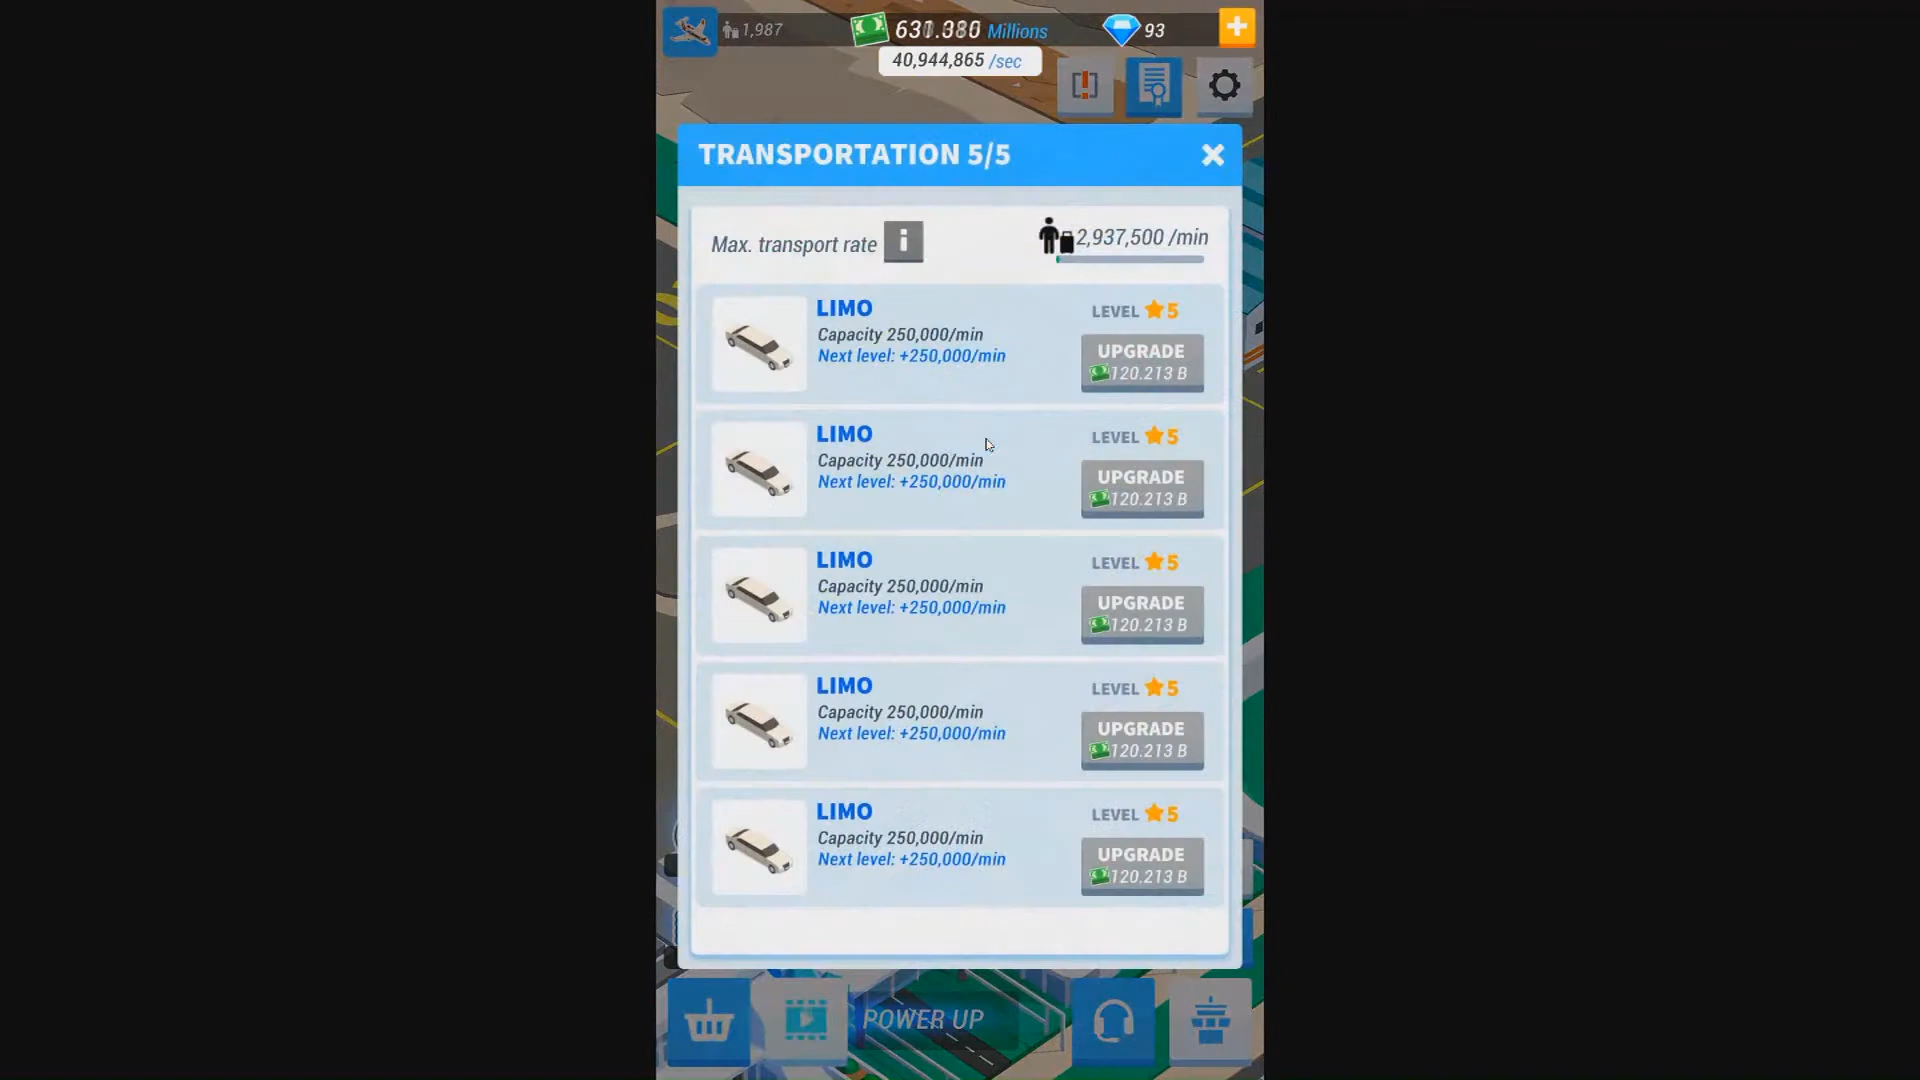 1,987
Millions
93
40,944,865 /sec
TRANSPORTATION 5/5
Max. transport rate
2,937,500 /min
LIMO
Capacity 250,000/min
Next level: +250,000/min
LEVEL 5
UPGRADE
120.213 B
LIMO
Capacity 250,000/min
Next level: +250,000/min
LEVEL 5
UPGRADE
120.213 B
LIMO
Capacity 250,000/min
Next level: +250,000/min
LEVEL 5
UPGRADE
120.213 B
LIMO
Capacity 250,000/min
Next level: +250,000/min
LEVEL 5
UPGRADE
120.213 B
LIMO
Capacity 250,000/min
Next level: +250,000/min
LEVEL 5
UPGRADE
120.213 B
POWER UP